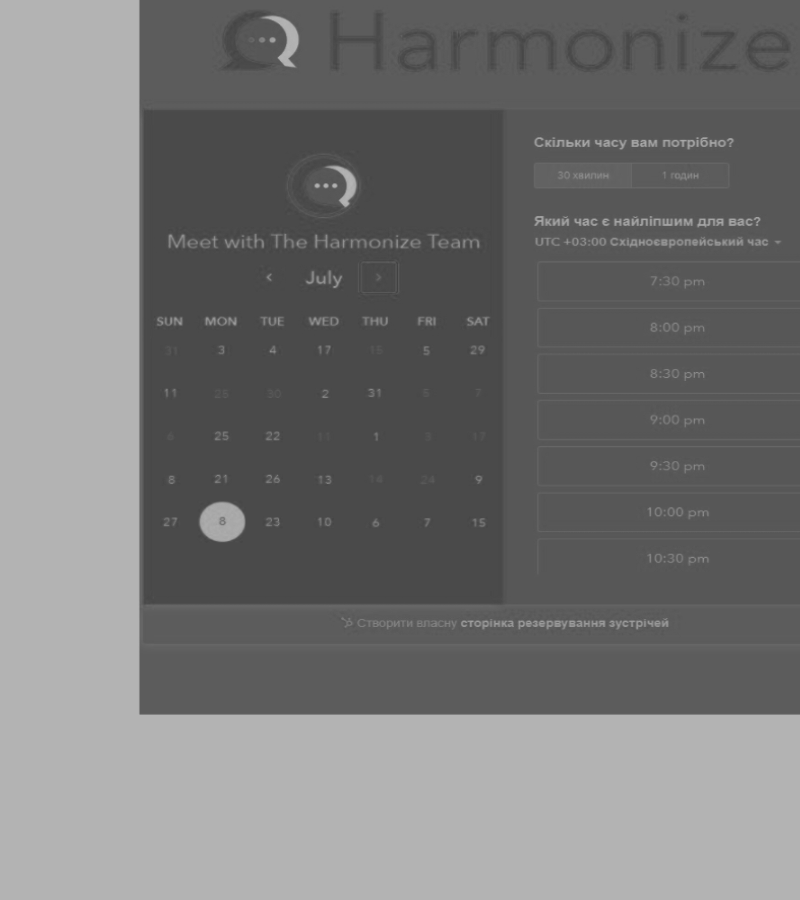 Harmonize
Meet with The Harmonize Team
July
SUN MON TUE WED THU FRI SAT
31 3 4 17 5 29
11 28 30 2 31 5 7
25 22 11 1
8 21 26 13 14 24 9
27 8 23 10 6 7 15
Скільки часу вам потрібно?
30 хвилин 1 годин
Який час є найліпшим для вас?
UTC +03:00 Східноєвропейський час
7:30 pm
8:00 pm
8:30 pm
9:00 pm
9:30 pm
10:00 pm
10:30 pm
Створити власну сторінка резервування зустрічей